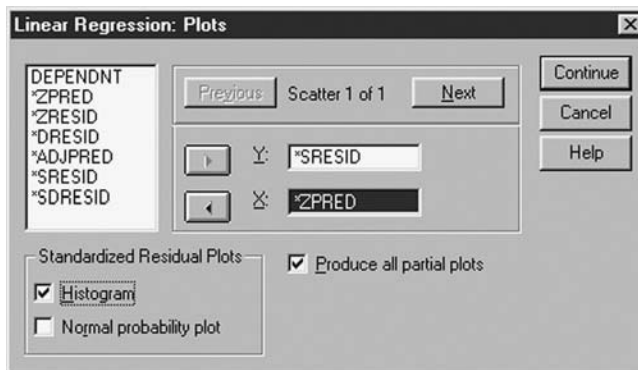 Linear Regression: Plots
DEPENDNT
*ZPRED
*ZRESID
*DRESID
*ADJPRED
*SRESID
*SDRESID
Previous Scatter 1 of 1 Next
Y: *SRESID
X: *ZPRED
Continue
Cancel
Help
Standardized Residual Plots
Histogram
Normal probability plot
Produce all partial plots